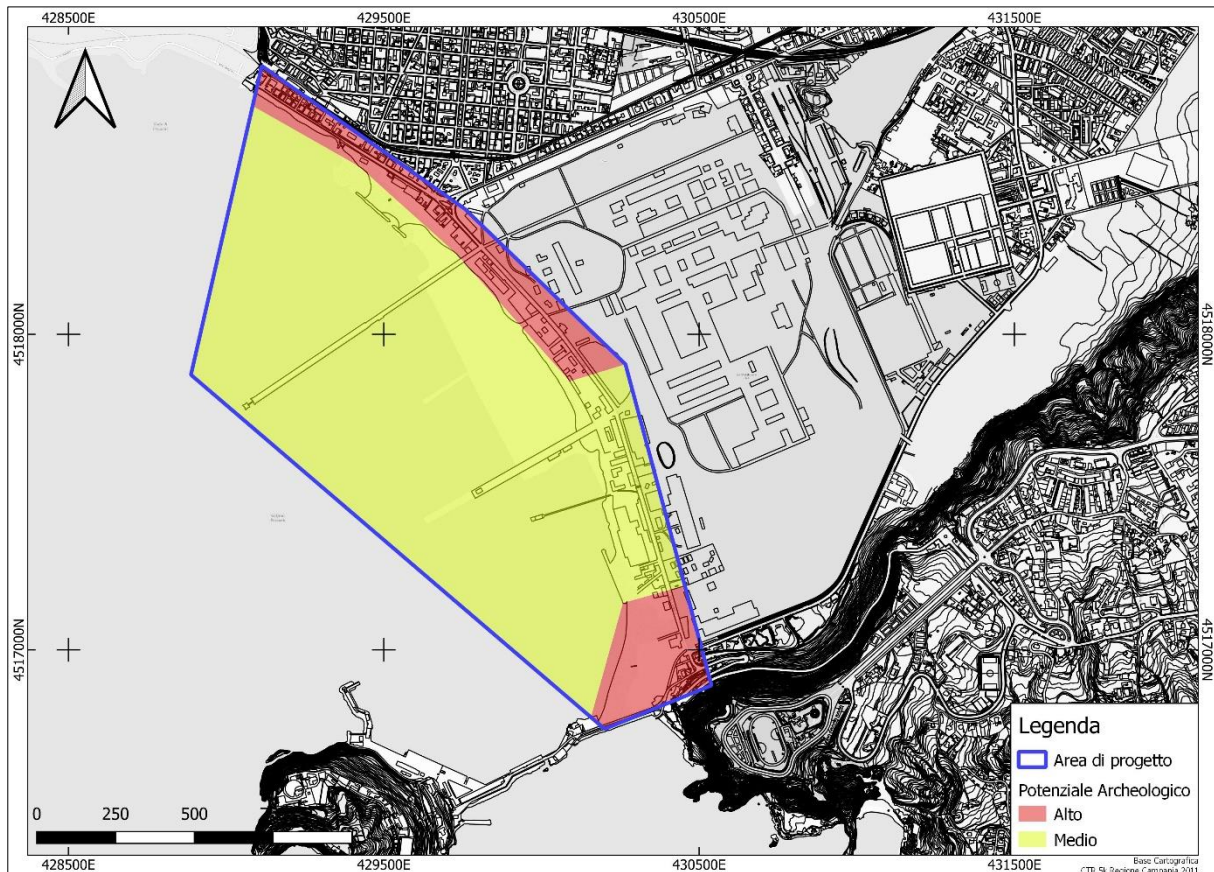 428500E
429500E
430500E
431500E
4518000N
4518000N
4517000N
4517000N
Legenda
Area di progetto
Potenziale Archeologico
Alto
Medio
0 250 500
428500E
429500E
430500E
431500E
Base Cartografica
CTR 5k Regione Campania 2011